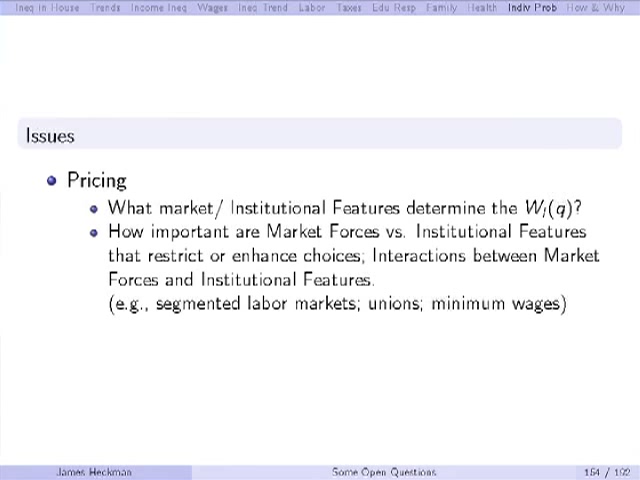 Ineq in House Trends Income Ineq Wages Ineq Trend Labor Taxes Edu Resp Family Health Indiv Prob How & Why
Issues
Pricing
What market/ Institutional Features determine the W_l(q)?
How important are Market Forces vs. Institutional Features
that restrict or enhance choices; Interactions between Market
Forces and Institutional Features.
(e.g., segmented labor markets; unions; minimum wages)
James Heckman Some Open Questions 154 / 192